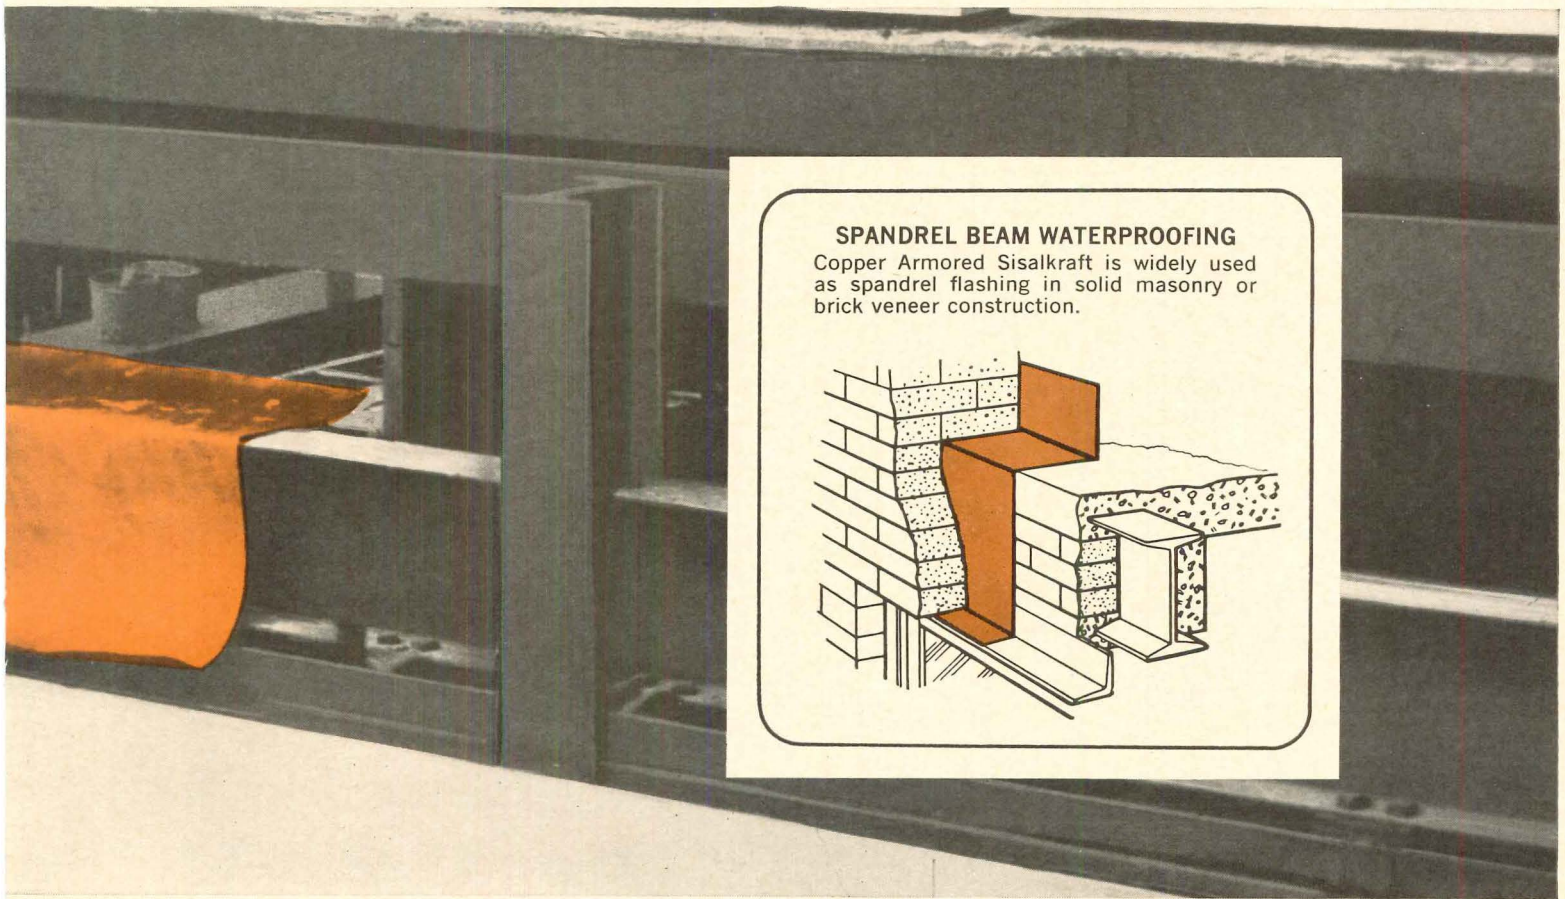 SPANDREL BEAM WATERPROOFING
Copper Armored Sisalkraft is widely used
as spandrel flashing in solid masonry or
brick veneer construction.